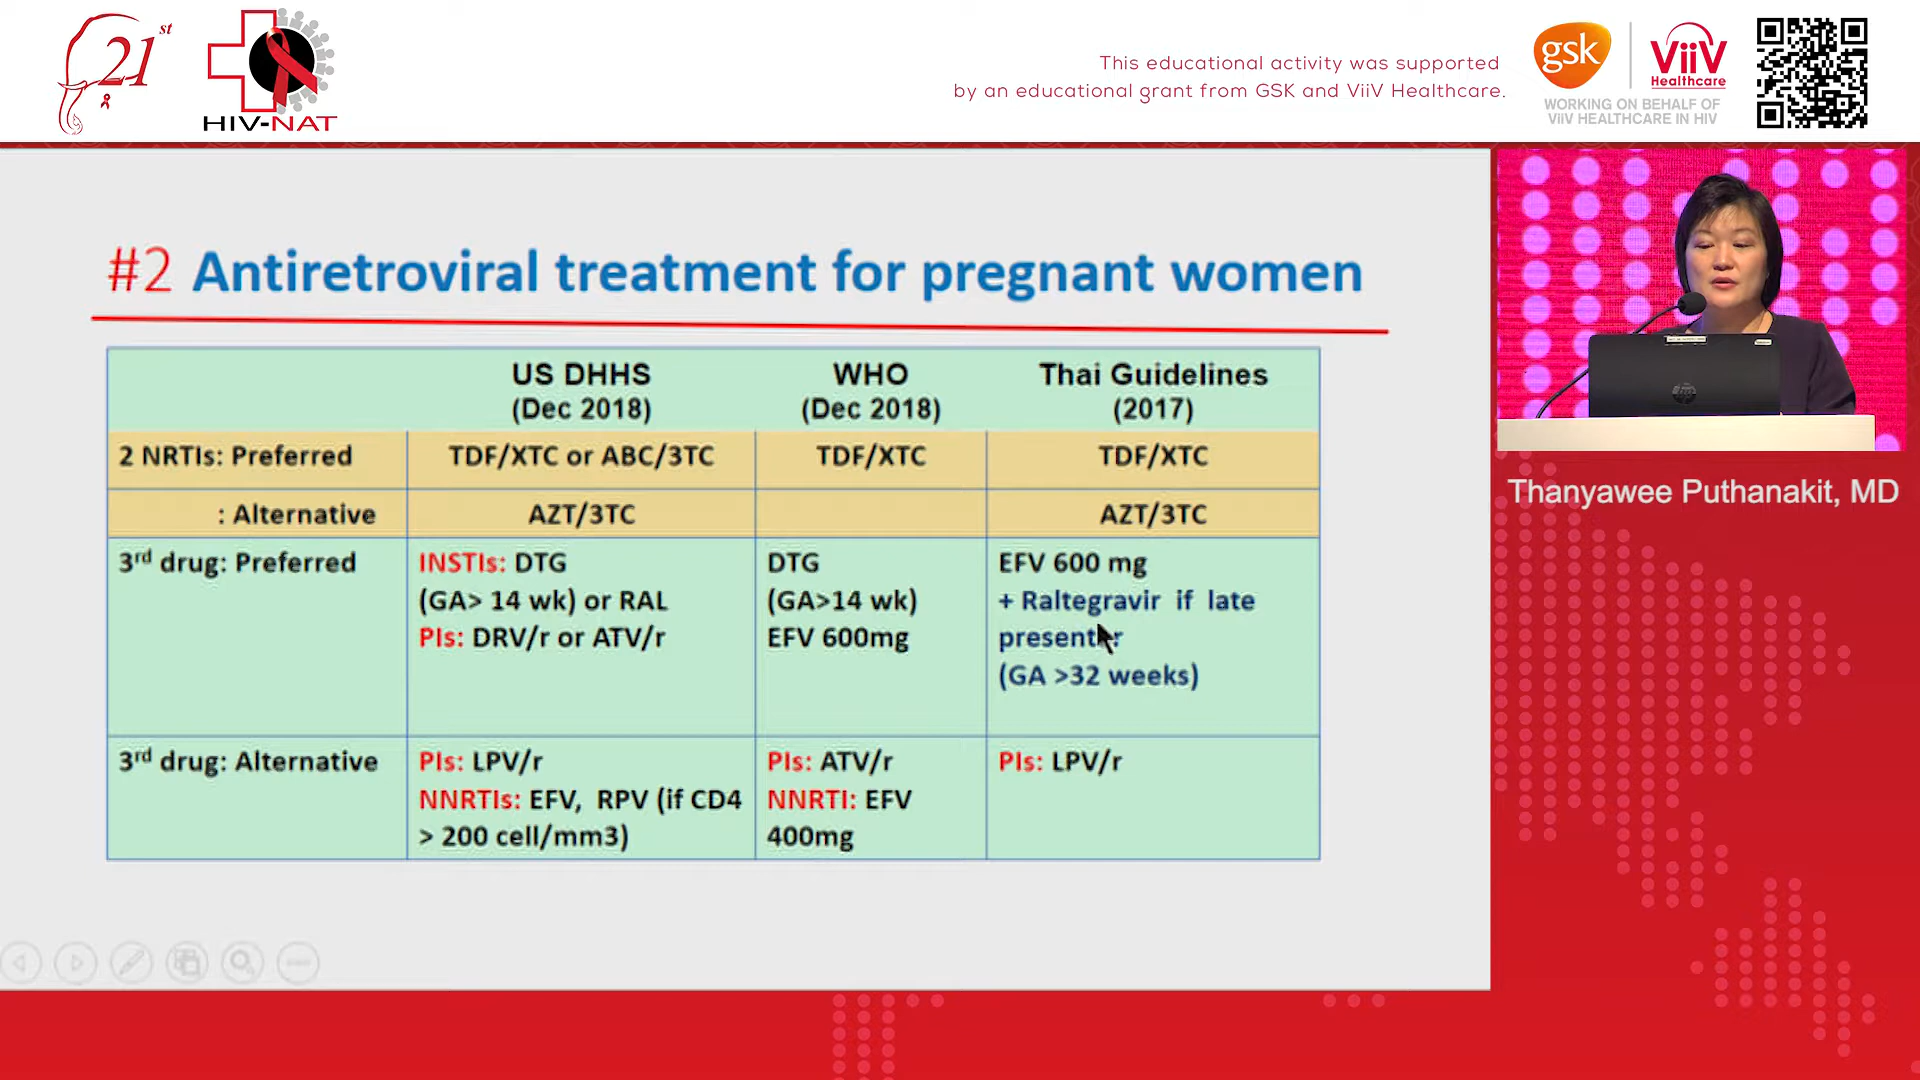 21st
HIV-NAT
This educational activity was supported
by an educational grant from GSK and ViiV Healthcare.
gsk
ViiV
Healthcare
WORKING ON BEHALF OF
ViiV HEALTHCARE IN HIV
#2 Antiretroviral treatment for pregnant women
US DHHS
(Dec 2018)
WHO
(Dec 2018)
Thai Guidelines
(2017)
2 NRTIs: Preferred
TDF/XTC or ABC/3TC
TDF/XTC
TDF/XTC
: Alternative
AZT/3TC
AZT/3TC
3rd drug: Preferred
INSTIs: DTG
(GA> 14 wk) or RAL
PIs: DRV/r or ATV/r
DTG
(GA>14 wk)
EFV 600mg
EFV 600 mg
+ Raltegravir if late
presenter
(GA >32 weeks)
3rd drug: Alternative
PIs: LPV/r
NNRTIs: EFV, RPV (if CD4
> 200 cell/mm3)
PIs: ATV/r
NNRTI: EFV
400mg
PIs: LPV/r
Thanyawee Puthanakit, MD
hp